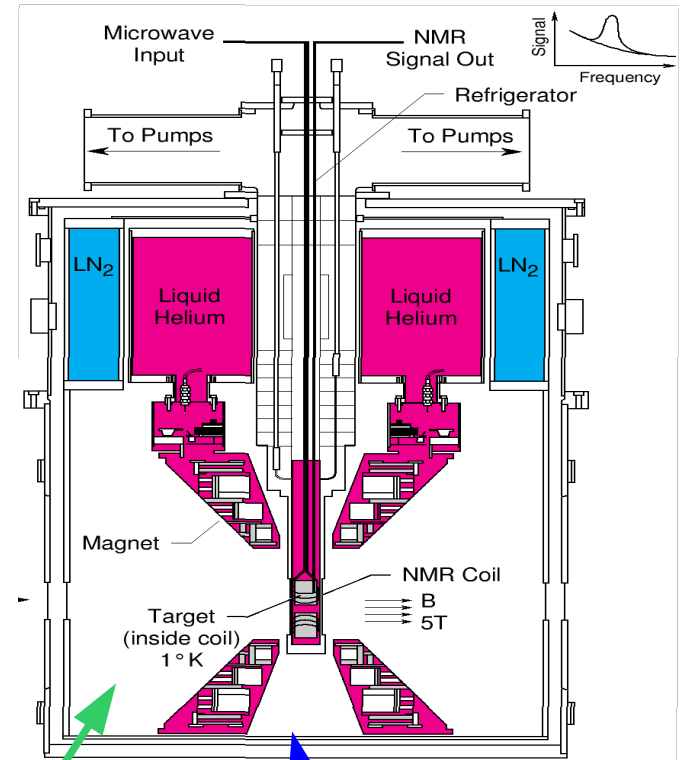 Microwave
Input
NMR
Signal Out
Signal
Frequency
Refrigerator
To Pumps
To Pumps
LN2
Liquid
Helium
Liquid
Helium
LN2
Magnet
NMR Coil
Target
(inside coil)
1°K
B
5T